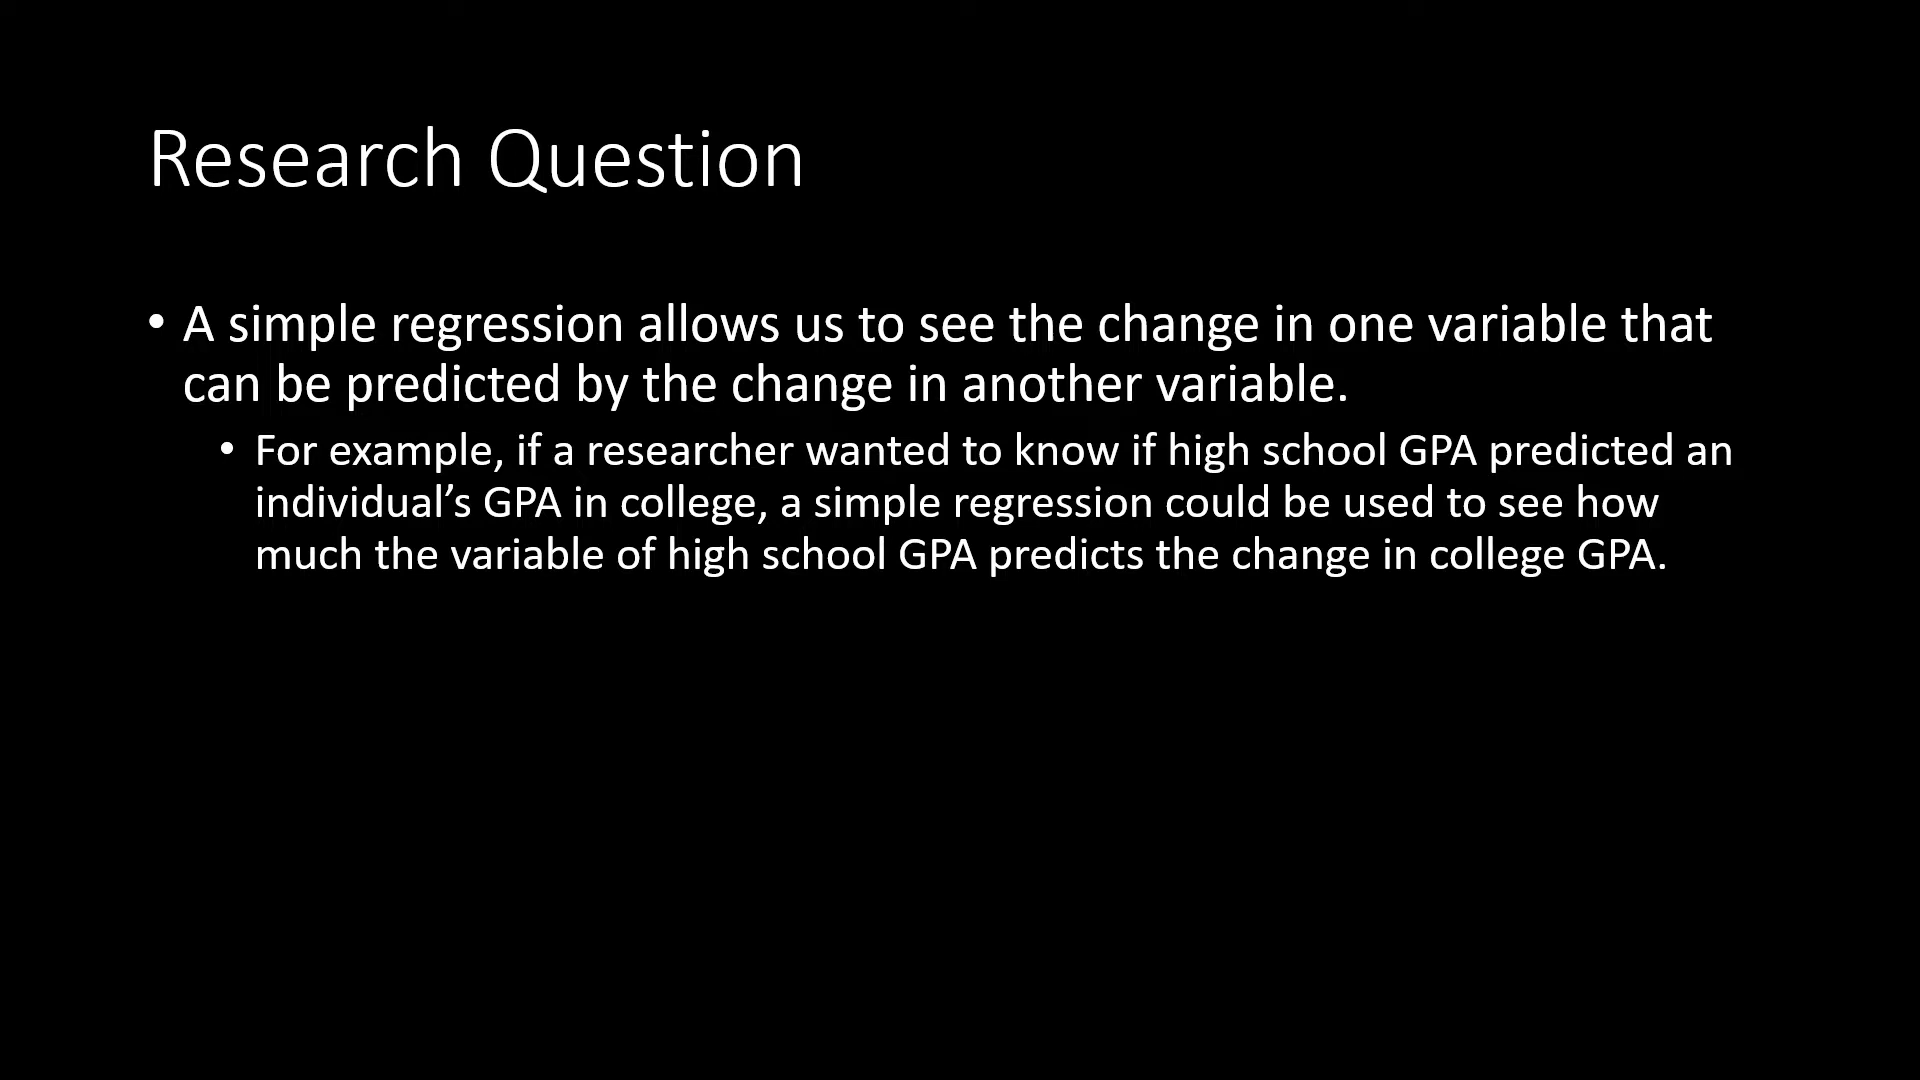 Research Question
• A simple regression allows us to see the change in one variable that
can be predicted by the change in another variable.
• For example, if a researcher wanted to know if high school GPA predicted an
individual’s GPA in college, a simple regression could be used to see how
much the variable of high school GPA predicts the change in college GPA.